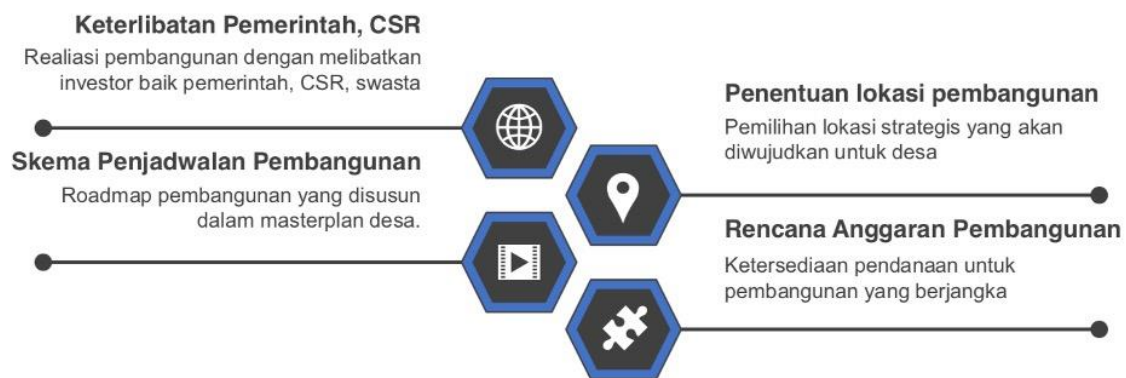 Keterlibatan Pemerintah, CSR
Realiasi pembangunan dengan melibatkan
investor baik pemerintah, CSR, swasta
Penentuan lokasi pembangunan
Pemilihan lokasi strategis yang akan
diwujudkan untuk desa
Skema Penjadwalan Pembangunan
Roadmap pembangunan yang disusun
dalam masterplan desa.
Rencana Anggaran Pembangunan
Ketersediaan pendanaan untuk
pembangunan yang berjangka